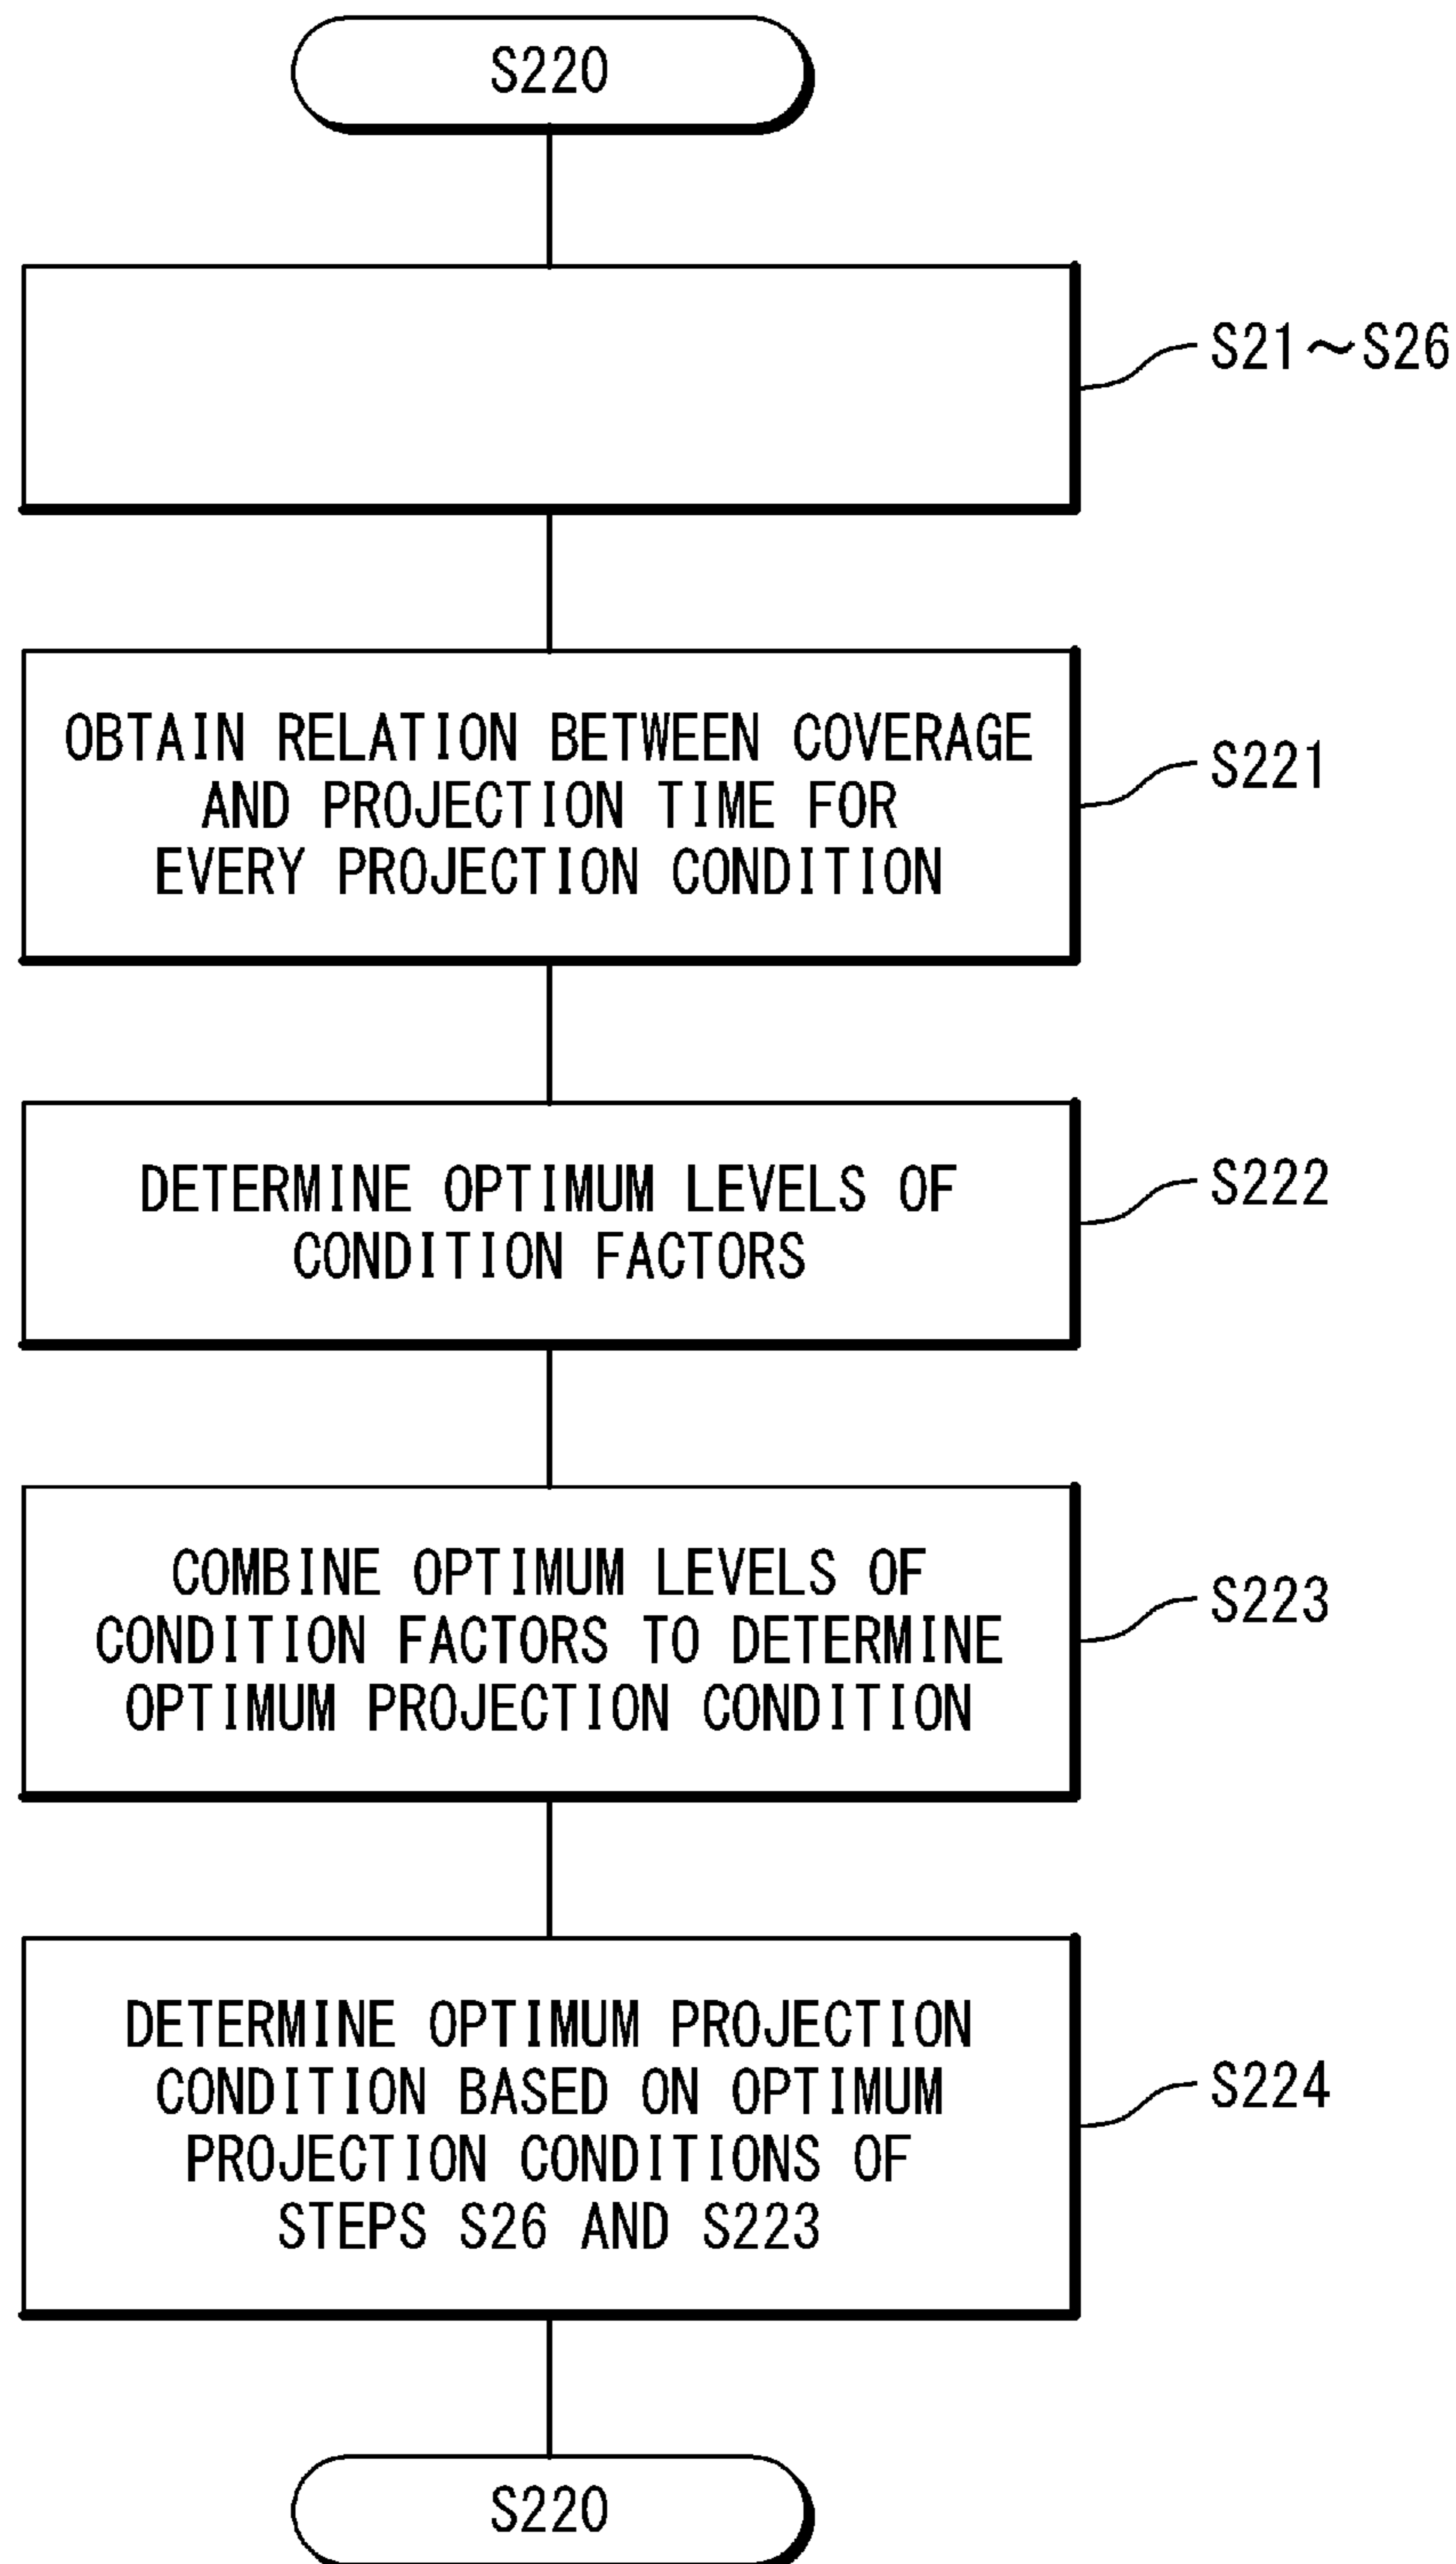 S220
S21~S26
OBTAIN RELATION BETWEEN COVERAGE
AND PROJECTION TIME FOR
EVERY PROJECTION CONDITION
S221
DETERMINE OPTIMUM LEVELS OF
CONDITION FACTORS
S222
COMBINE OPTIMUM LEVELS OF
CONDITION FACTORS TO DETERMINE
OPTIMUM PROJECTION CONDITION
S223
DETERMINE OPTIMUM PROJECTION
CONDITION BASED ON OPTIMUM
PROJECTION CONDITIONS OF
STEPS S26 AND S223
S224
S220